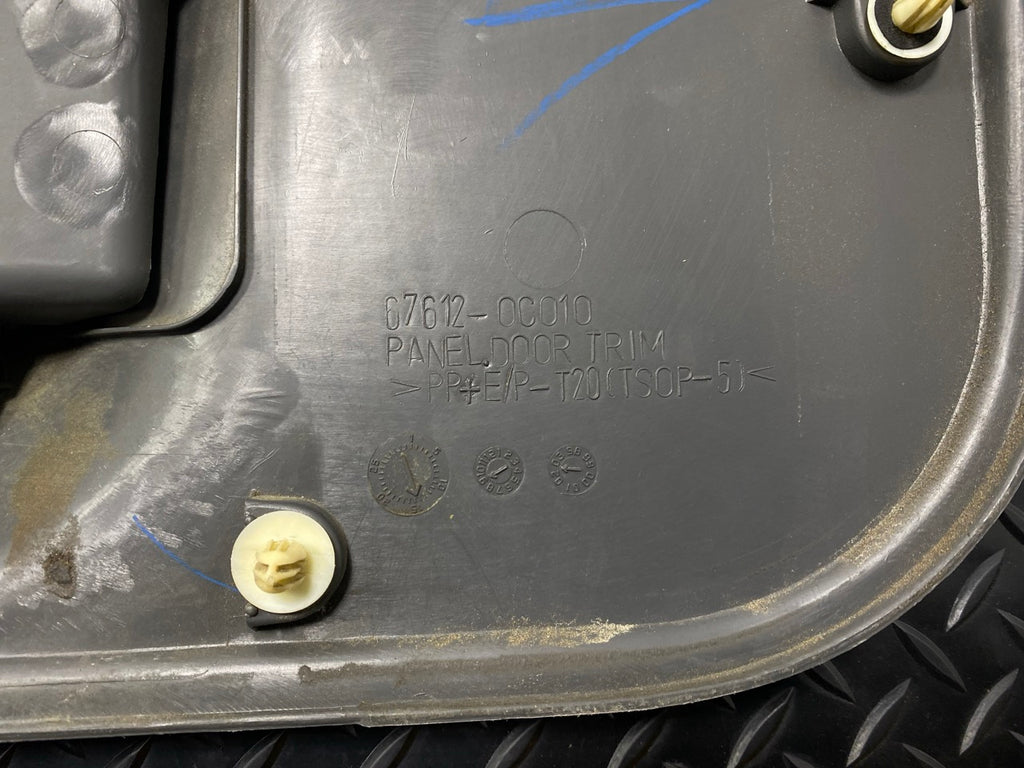 67612-0C010
PANEL,DOOR TRIM
>PP+E/P-T20(TSOP-5)<